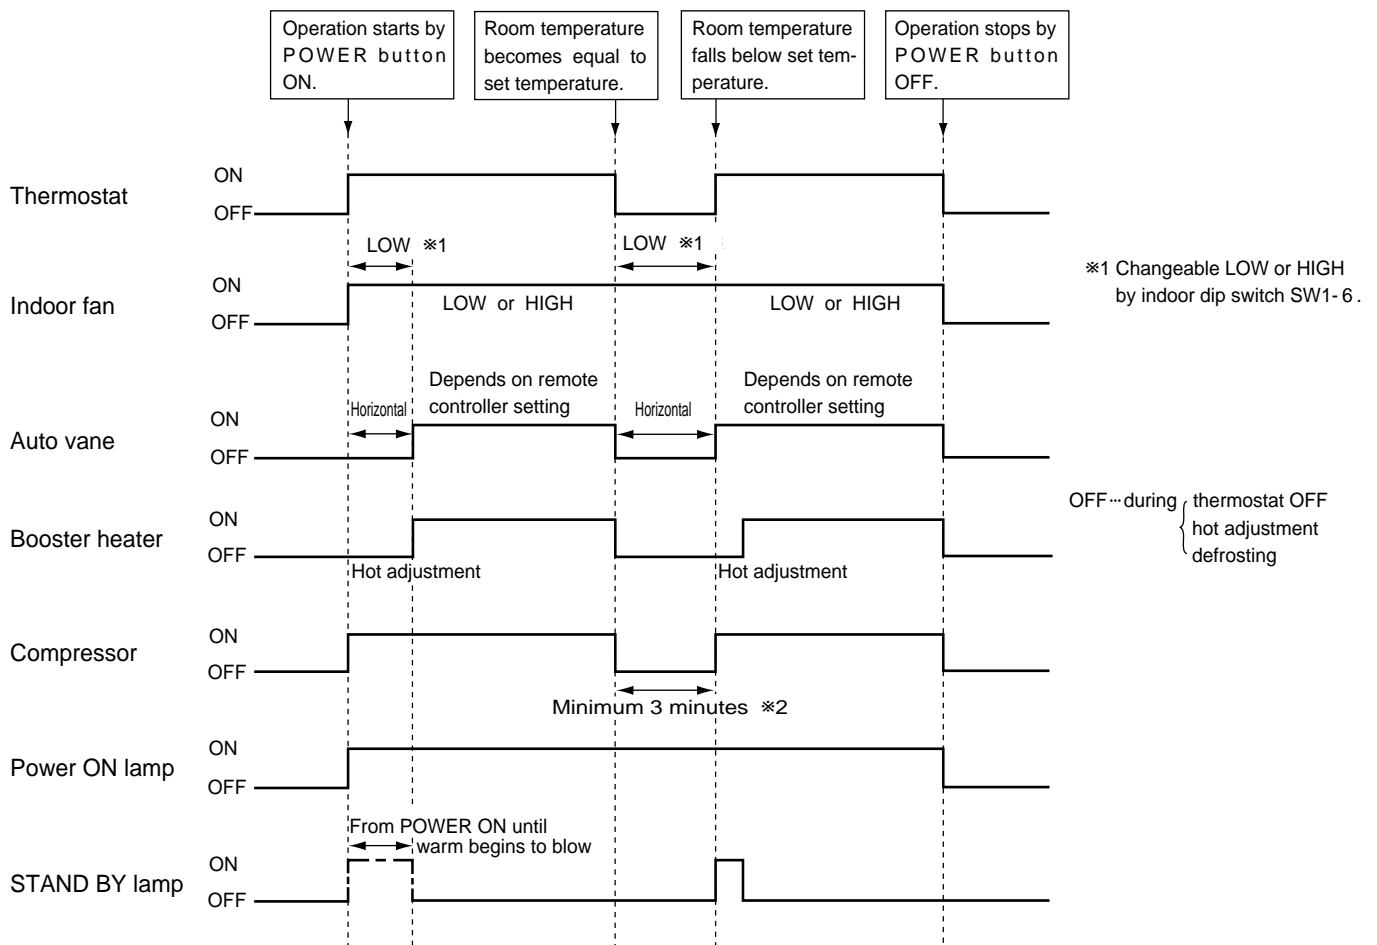 Operation starts by
POWER button
ON.
Room temperature
becomes equal to
set temperature.
Room temperature
falls below set tem-
perature.
Operation stops by
POWER button
OFF.
Thermostat
ON
OFF
LOW ※1
LOW ※1
Indoor fan
ON
OFF
LOW or HIGH
LOW or HIGH
※1 Changeable LOW or HIGH
by indoor dip switch SW1-6.
Auto vane
ON
OFF
Horizontal
Depends on remote
controller setting
Horizontal
Depends on remote
controller setting
Booster heater
ON
OFF
Hot adjustment
Hot adjustment
OFF···during { thermostat OFF
hot adjustment
defrosting
Compressor
ON
OFF
Minimum 3 minutes ※2
Power ON lamp
ON
OFF
From POWER ON until
warm begins to blow
STAND BY lamp
ON
OFF